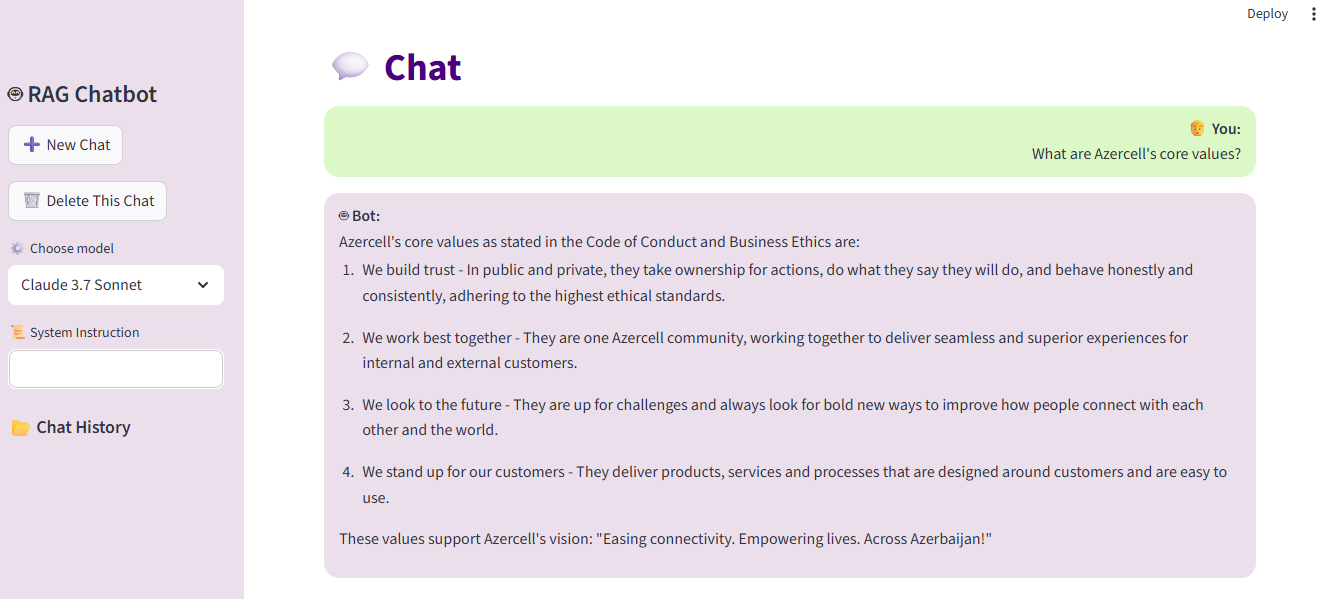 Deploy
RAG Chatbot
New Chat
Delete This Chat
Choose model
Claude 3.7 Sonnet
System Instruction
Chat History
Chat
You:
What are Azercell's core values?
Bot:
Azercell's core values as stated in the Code of Conduct and Business Ethics are:
1. We build trust - In public and private, they take ownership for actions, do what they say they will do, and behave honestly and
consistently, adhering to the highest ethical standards.
2. We work best together - They are one Azercell community, working together to deliver seamless and superior experiences for
internal and external customers.
3. We look to the future - They are up for challenges and always look for bold new ways to improve how people connect with each
other and the world.
4. We stand up for our customers - They deliver products, services and processes that are designed around customers and are easy to
use.
These values support Azercell's vision: "Easing connectivity. Empowering lives. Across Azerbaijan!"